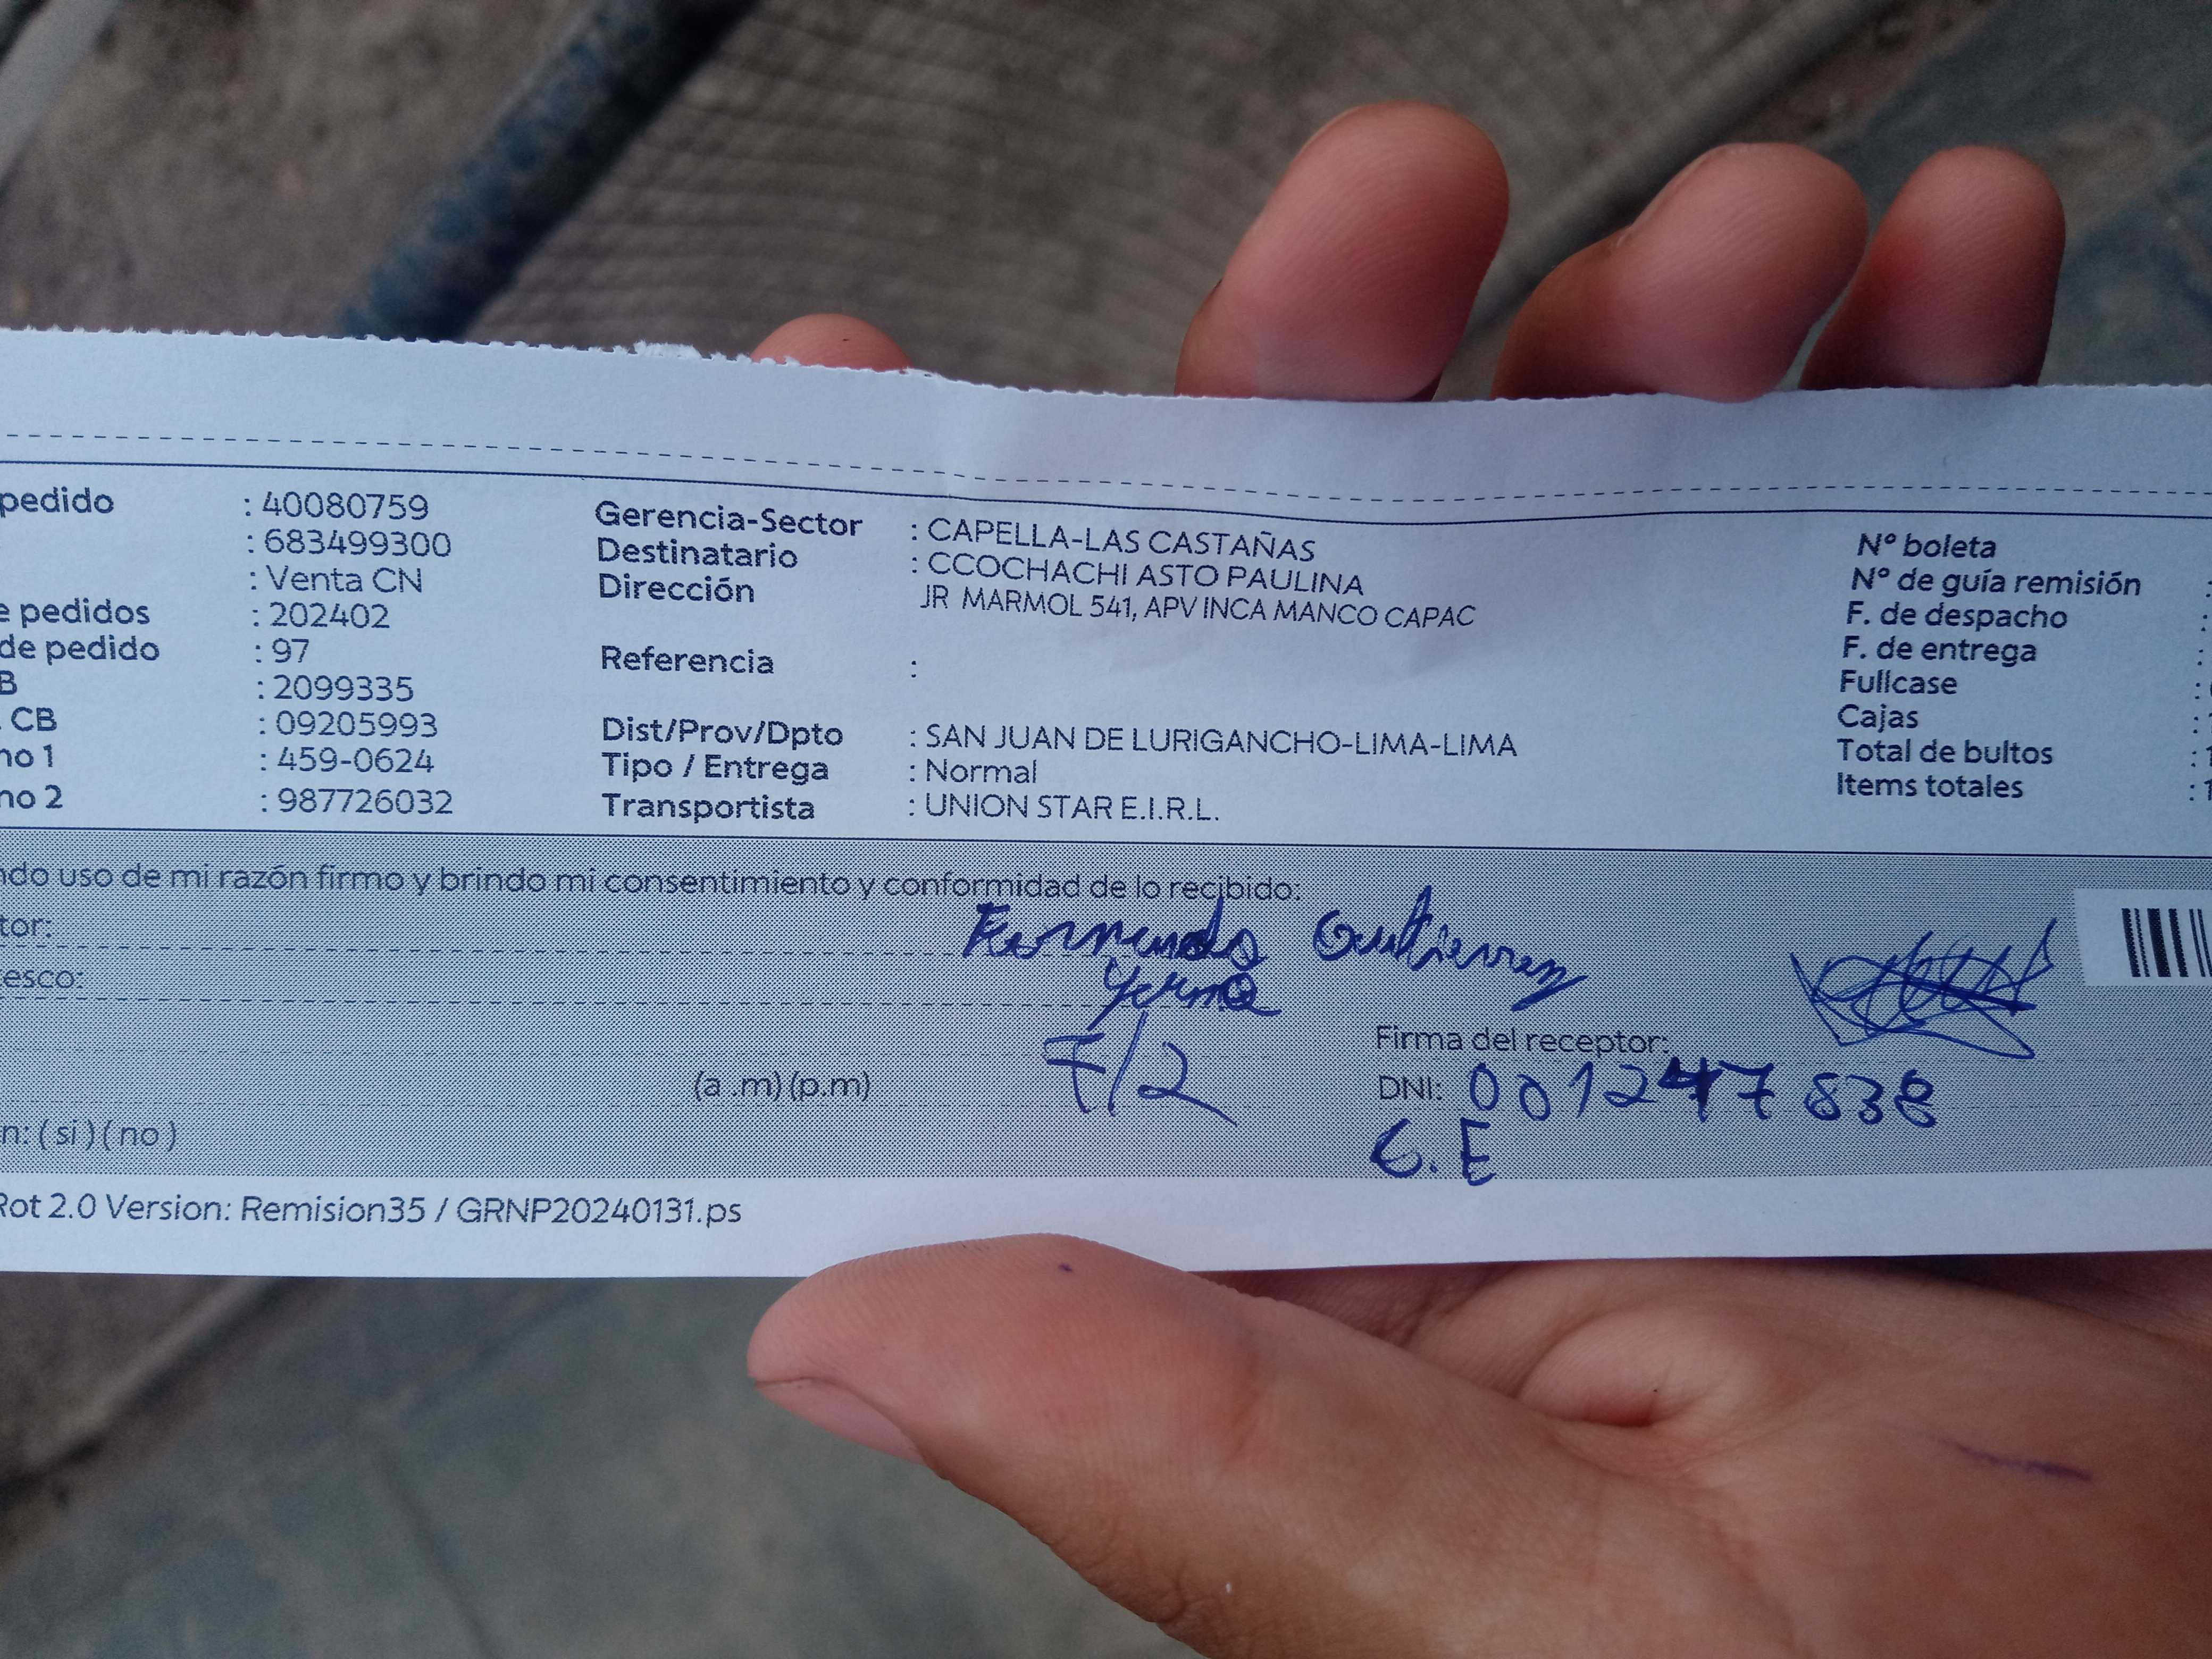 pedido : 40080759
: 683499300
: Venta CN
e pedidos : 202402
de pedido : 97
B : 2099335
. CB : 09205993
no 1 : 459-0624
no 2 : 987726032
Gerencia-Sector : CAPELLA-LAS CASTAÑAS
Destinatario : CCOCHACHI ASTO PAULINA
Dirección JR MARMOL 541, APV INCA MANCO CAPAC
Referencia :
Dist/Prov/Dpto : SAN JUAN DE LURIGANCHO-LIMA-LIMA
Tipo / Entrega : Normal
Transportista : UNION STAR E.I.R.L.
Nº boleta
Nº de guía remisión :
F. de despacho :
F. de entrega :
Fullcase :
Cajas :
Total de bultos : 1
Items totales : 1
ndo uso de mi razón firmo y brindo mi consentimiento y conformidad de lo recibido:
tor: Fernando Gutierrez
esco: Yerno
7/2
Firma del receptor:
(a .m) (p.m)
DNI: 001247838
C.E
n: ( si ) ( no )
Rot 2.0 Version: Remision35 / GRNP20240131.ps